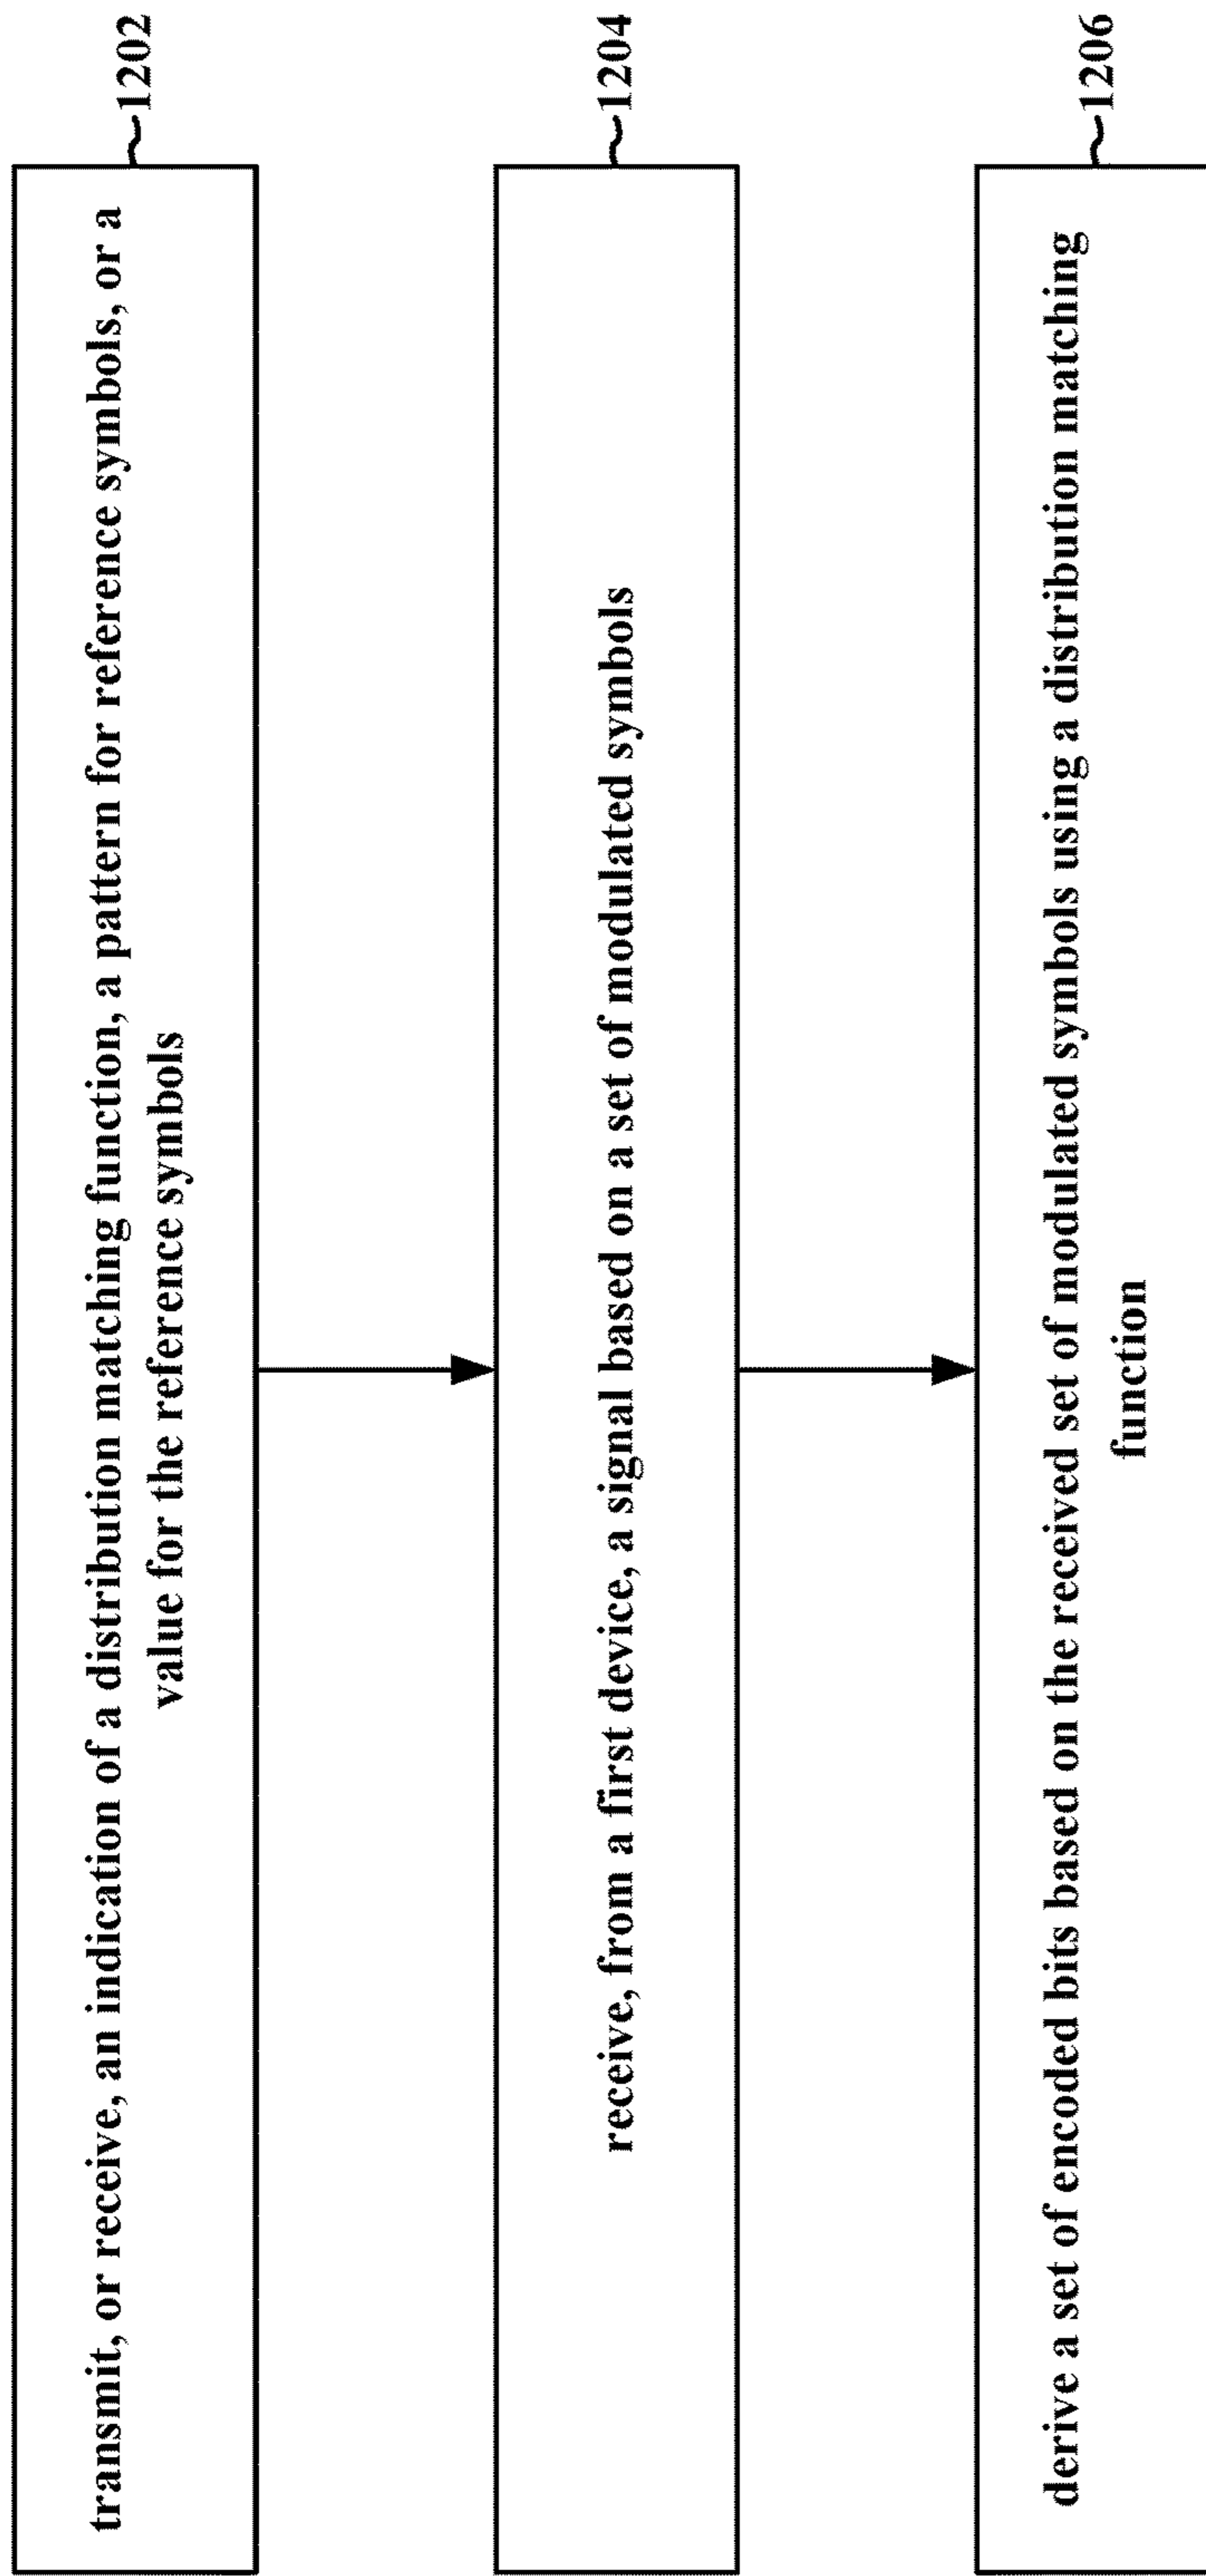 transmit, or receive, an indication of a distribution matching function, a pattern for reference symbols, or a
value for the reference symbols
1202
receive, from a first device, a signal based on a set of modulated symbols
1204
derive a set of encoded bits based on the received set of modulated symbols using a distribution matching
function
1206